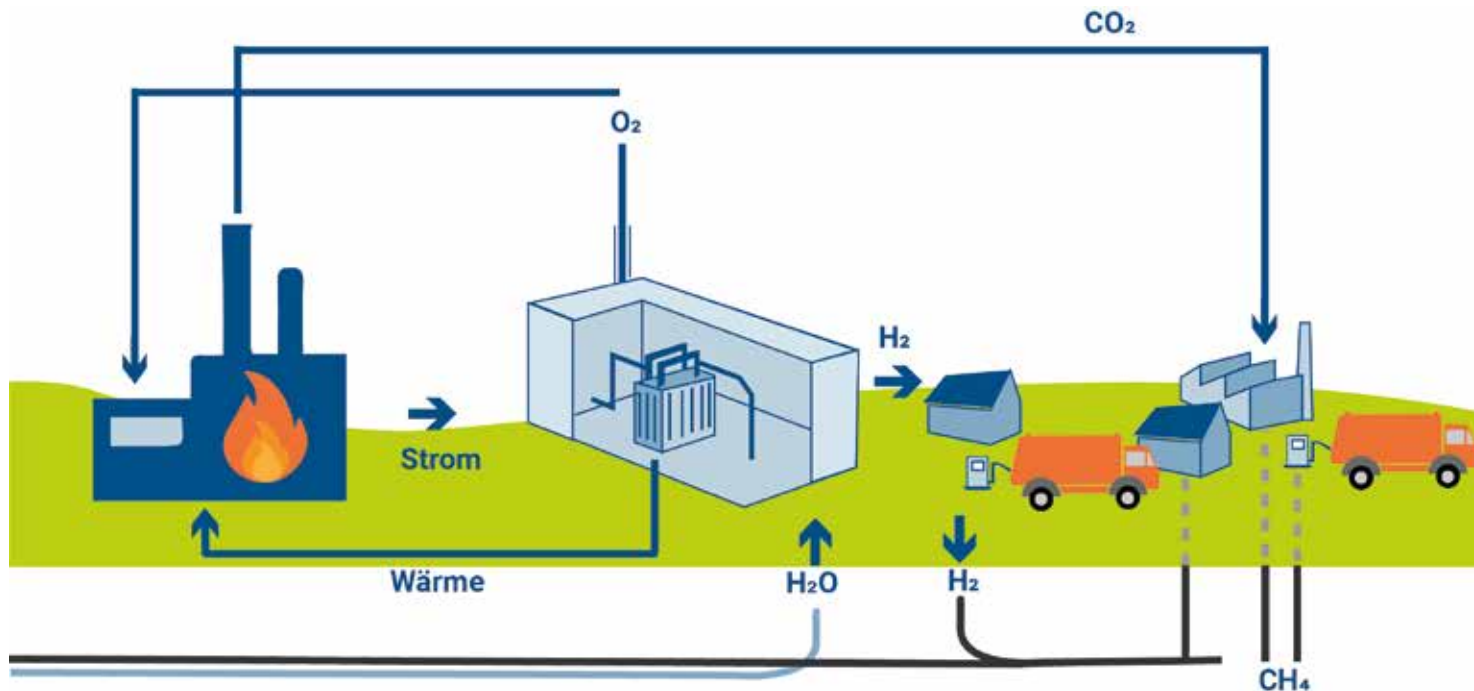 CO₂
O₂
H₂
Strom
Wärme
H₂O
H₂
CH₄